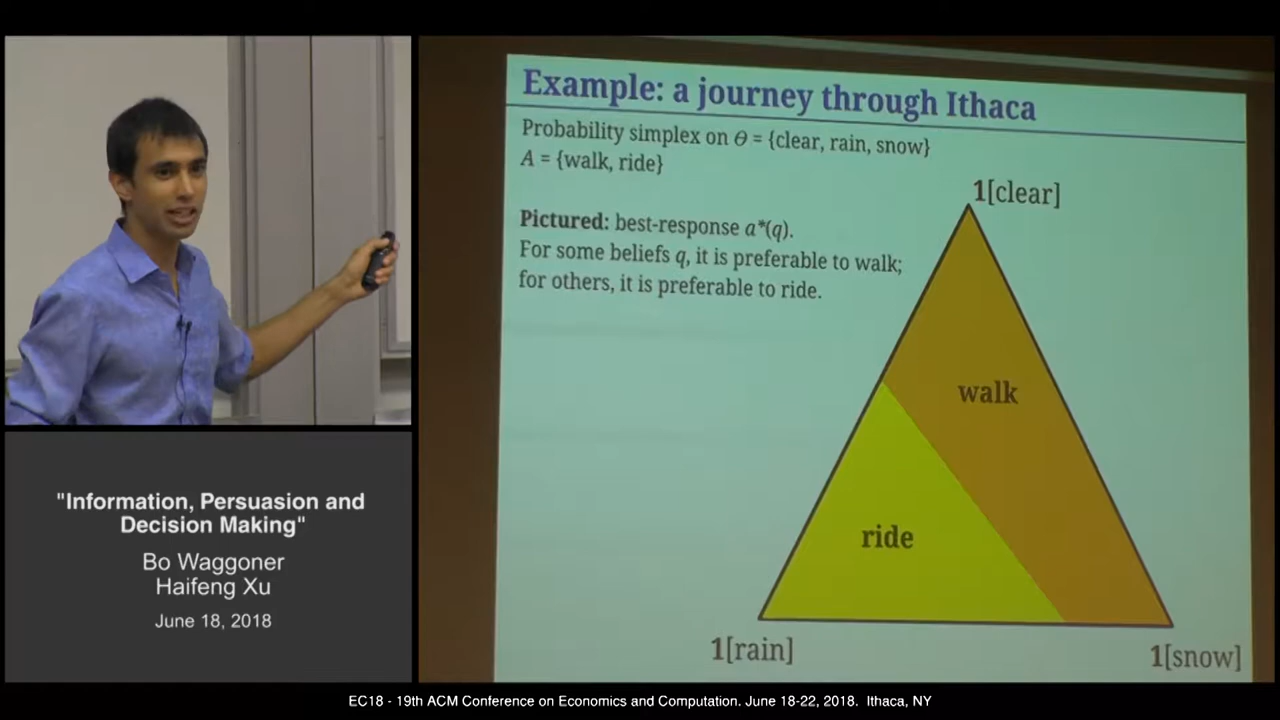 Example: a journey through Ithaca
Probability simplex on Θ = {clear, rain, snow}
A = {walk, ride}
Pictured: best-response a*(q).
For some beliefs q, it is preferable to walk;
for others, it is preferable to ride.
1[clear]
walk
ride
1[rain]
1[snow]
"Information, Persuasion and
Decision Making"
Bo Waggoner
Haifeng Xu
June 18, 2018
EC18 - 19th ACM Conference on Economics and Computation. June 18-22, 2018. Ithaca, NY